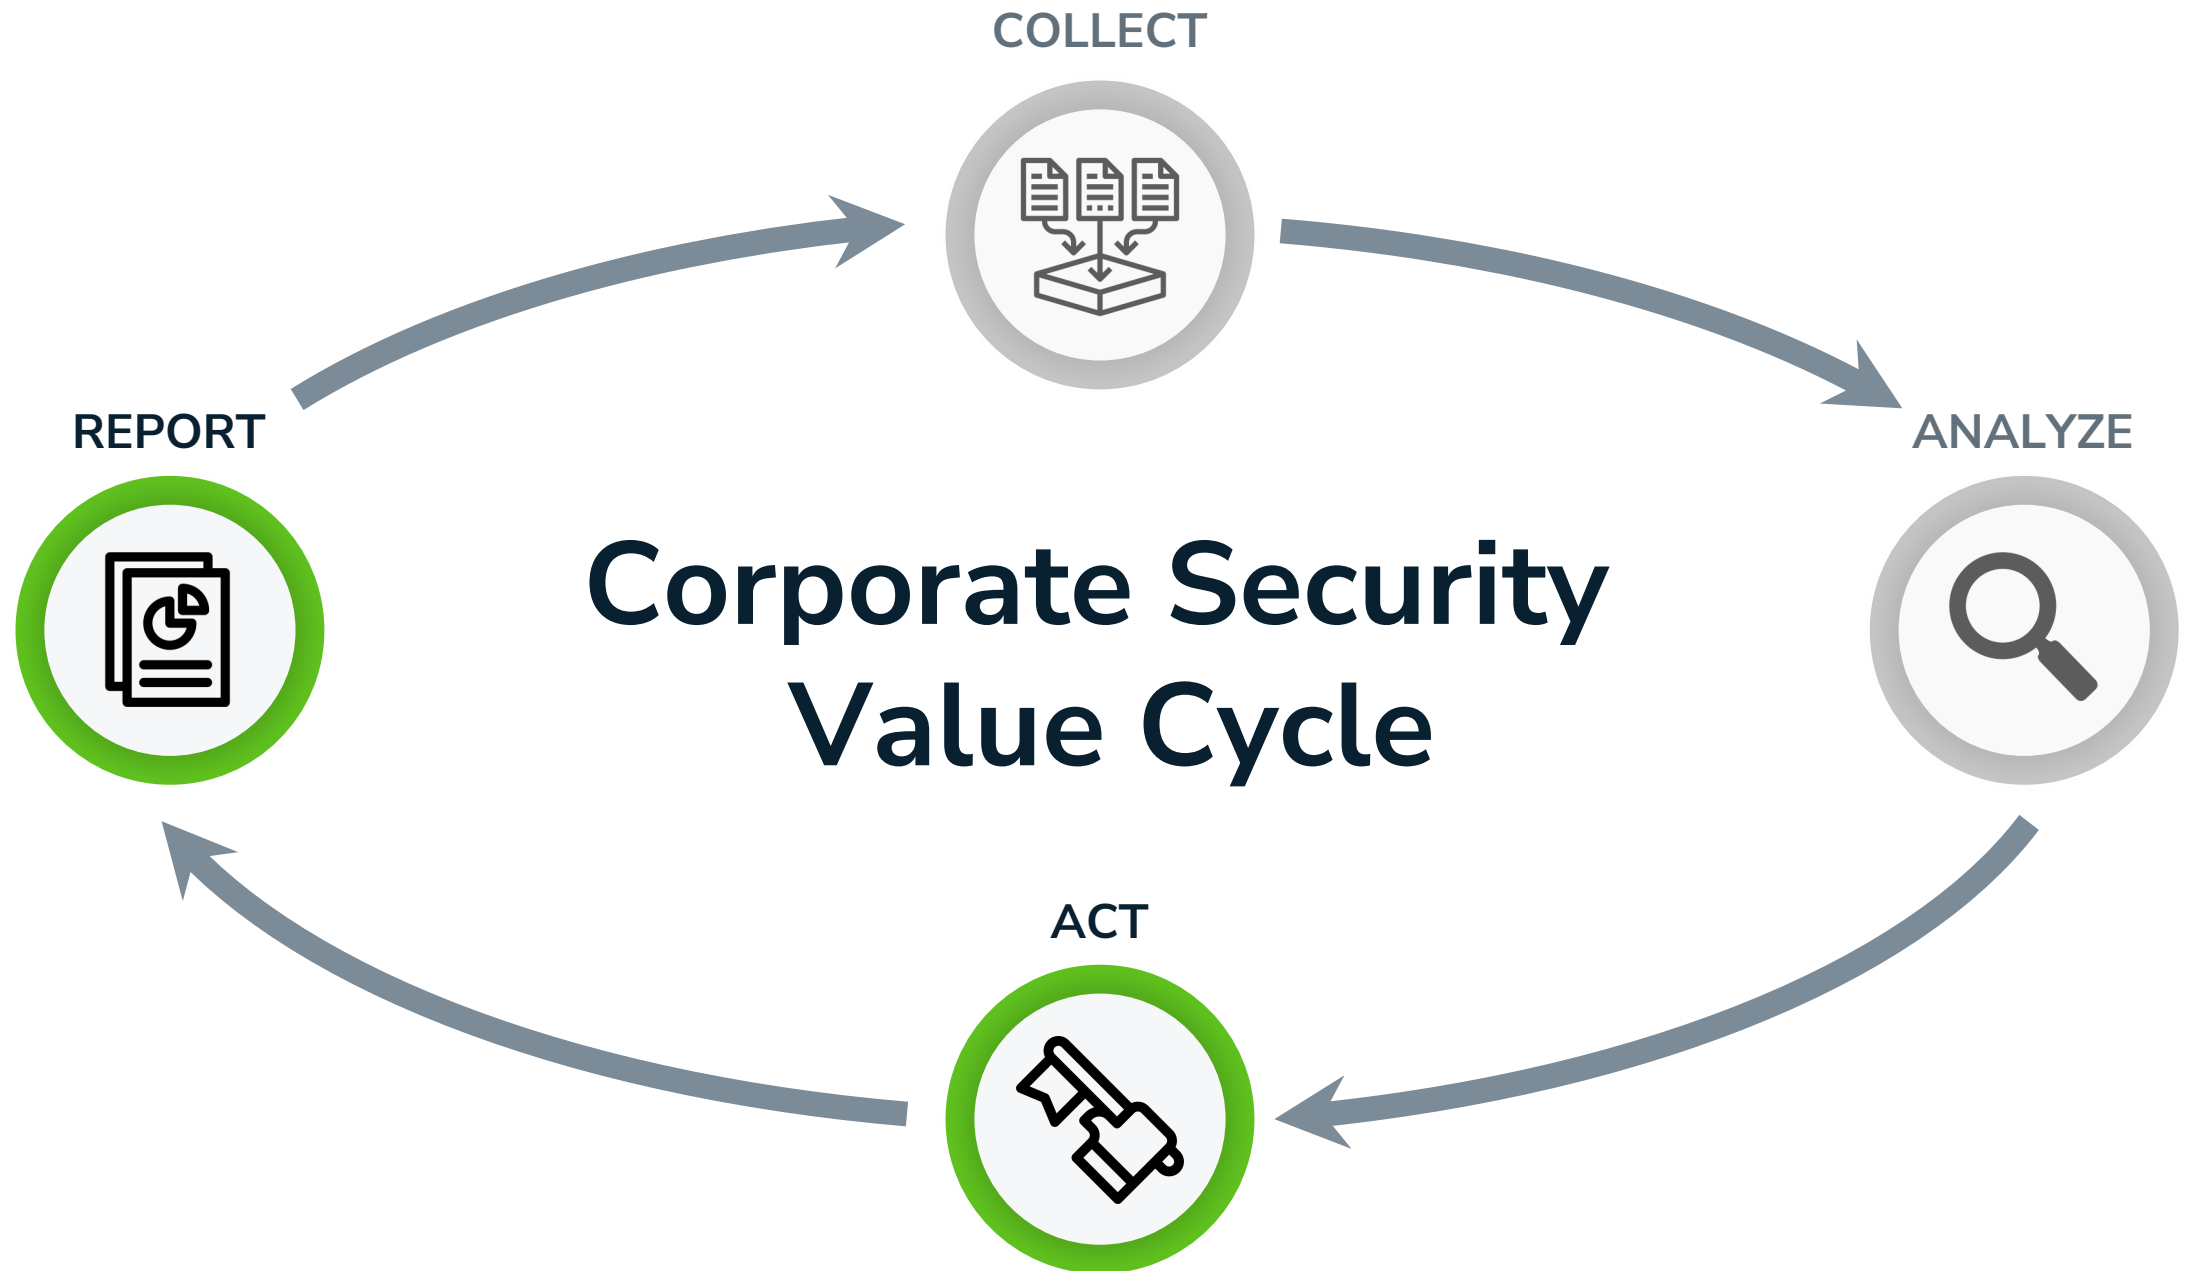 COLLECT
REPORT
ANALYZE
Corporate Security
Value Cycle
ACT